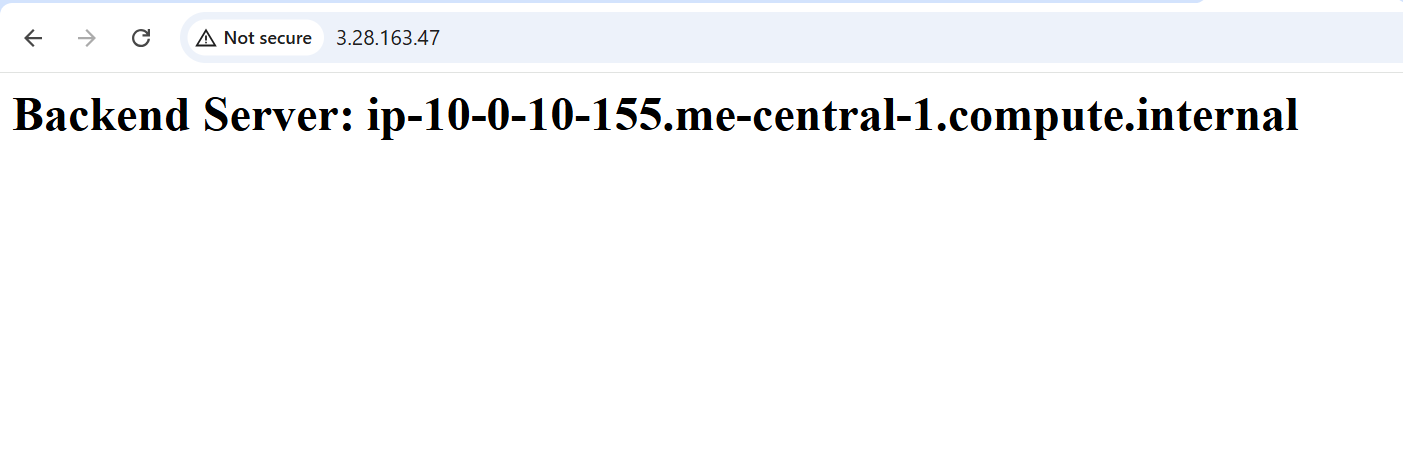 Not secure 3.28.163.47
Backend Server: ip-10-0-10-155.me-central-1.compute.internal